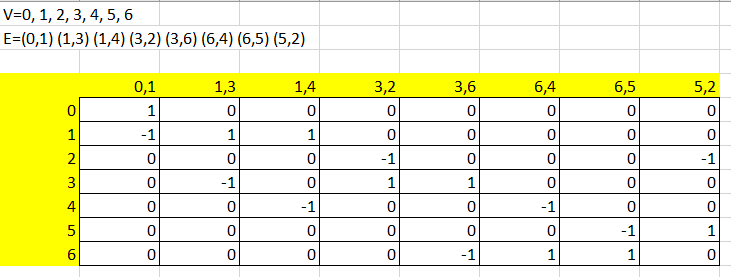 V=0, 1, 2, 3, 4, 5, 6
E=(0,1) (1,3) (1,4) (3,2) (3,6) (6,4) (6,5) (5,2)
0,1 1,3 1,4 3,2 3,6 6,4 6,5 5,2
0 1 0 0 0 0 0 0 0
1 -1 1 1 0 0 0 0 0
2 0 0 0 -1 0 0 0 -1
3 0 -1 0 1 1 0 0 0
4 0 0 -1 0 0 -1 0 0
5 0 0 0 0 0 0 -1 1
6 0 0 0 0 -1 1 1 0